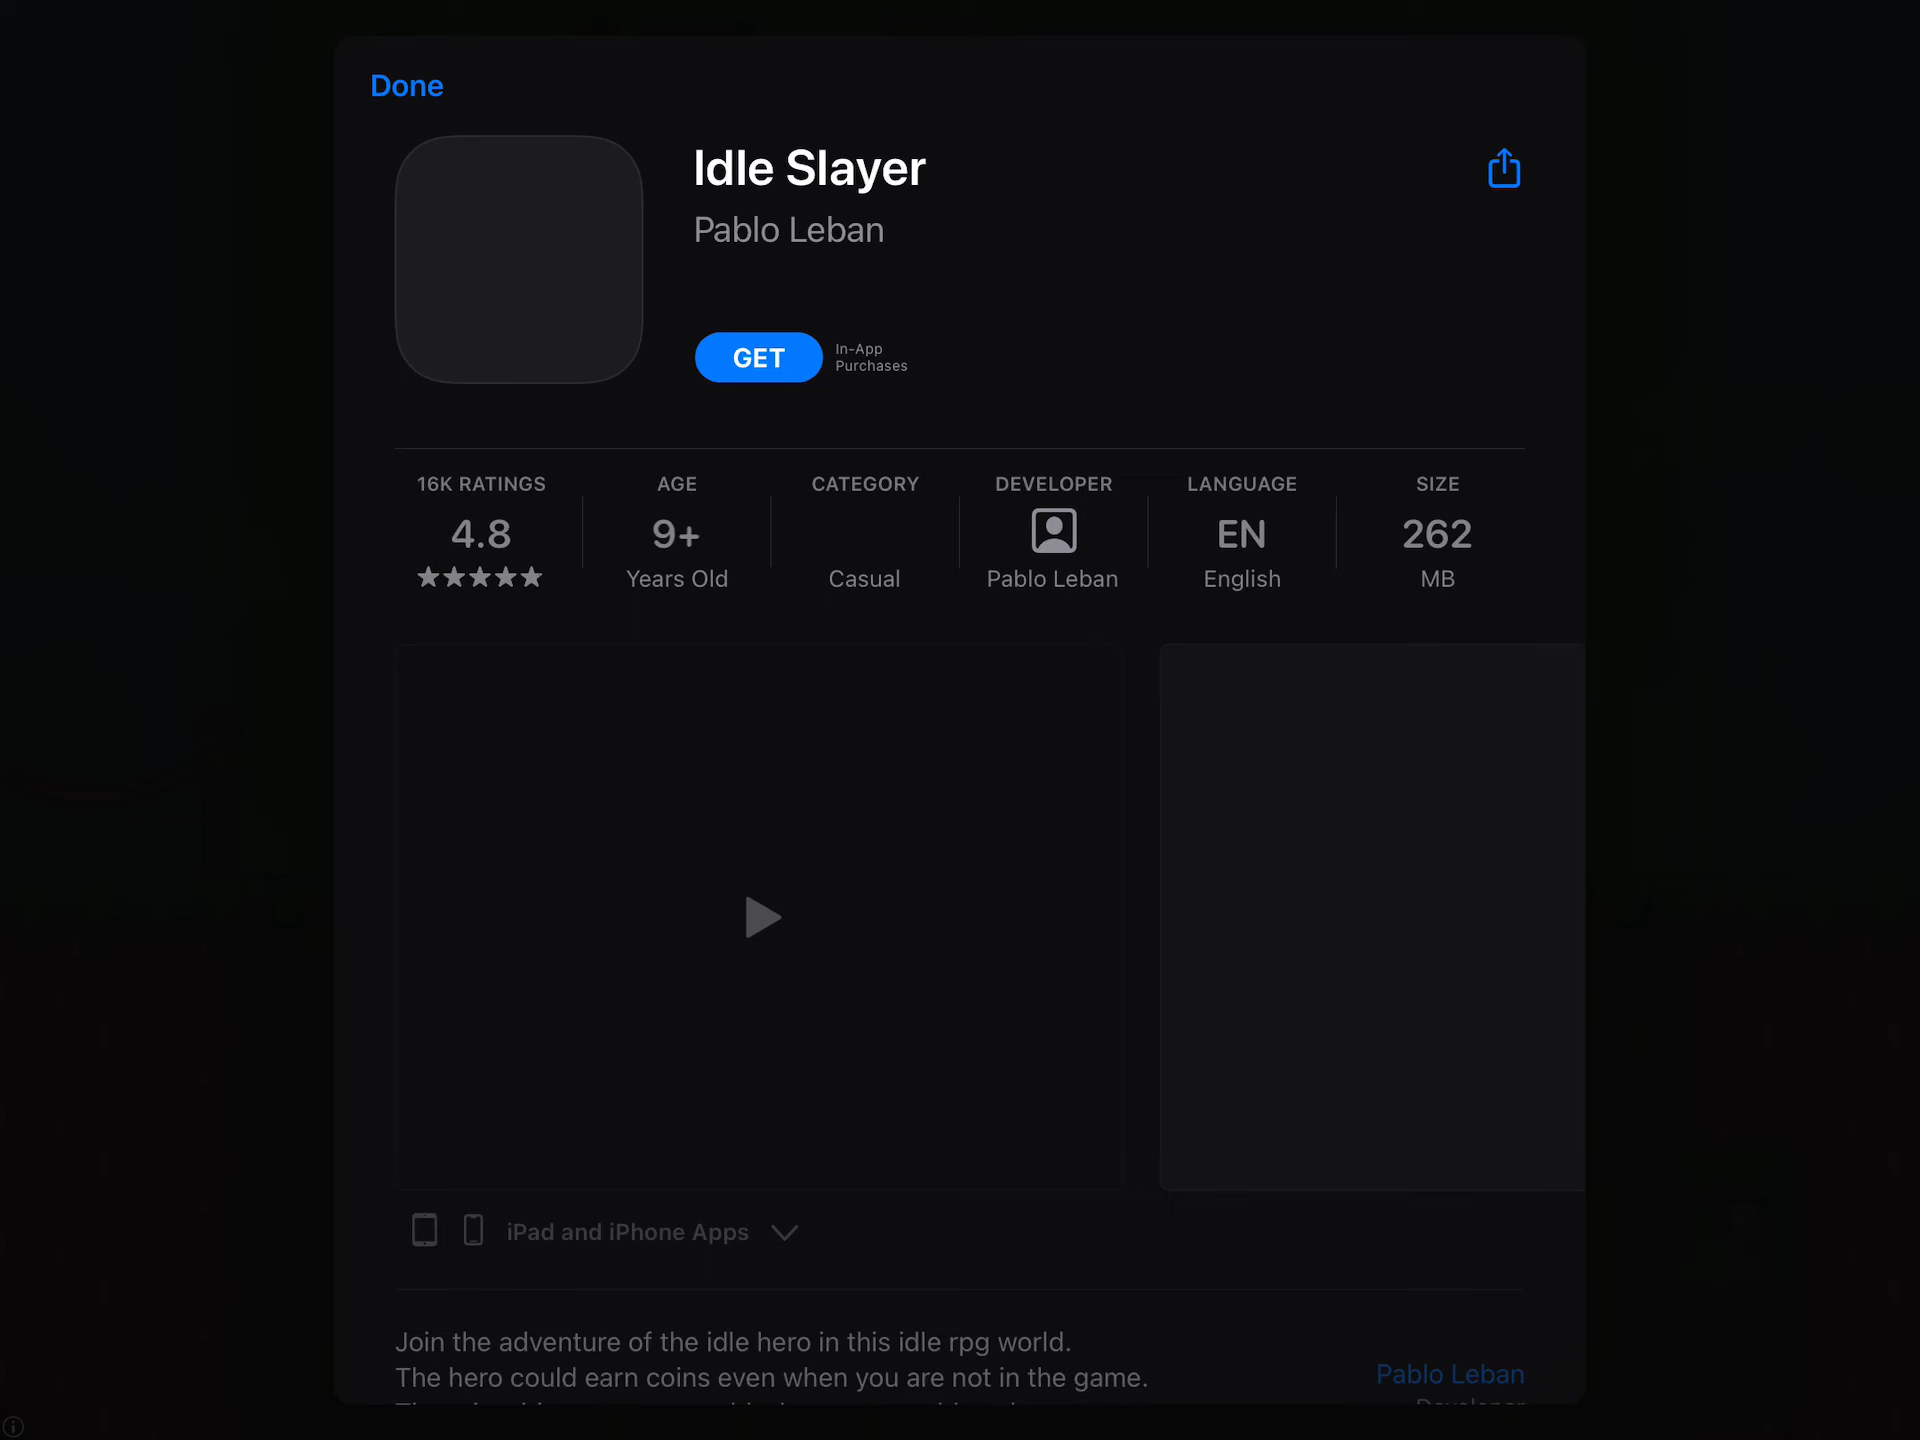 Done
Idle Slayer
Pablo Leban
GET
In-App
Purchases
16K RATINGS
4.8
AGE
9+
Years Old
CATEGORY
Casual
DEVELOPER
Pablo Leban
LANGUAGE
EN
English
SIZE
262
MB
iPad and iPhone Apps
Join the adventure of the idle hero in this idle rpg world.
The hero could earn coins even when you are not in the game.
Pablo Leban
Developer